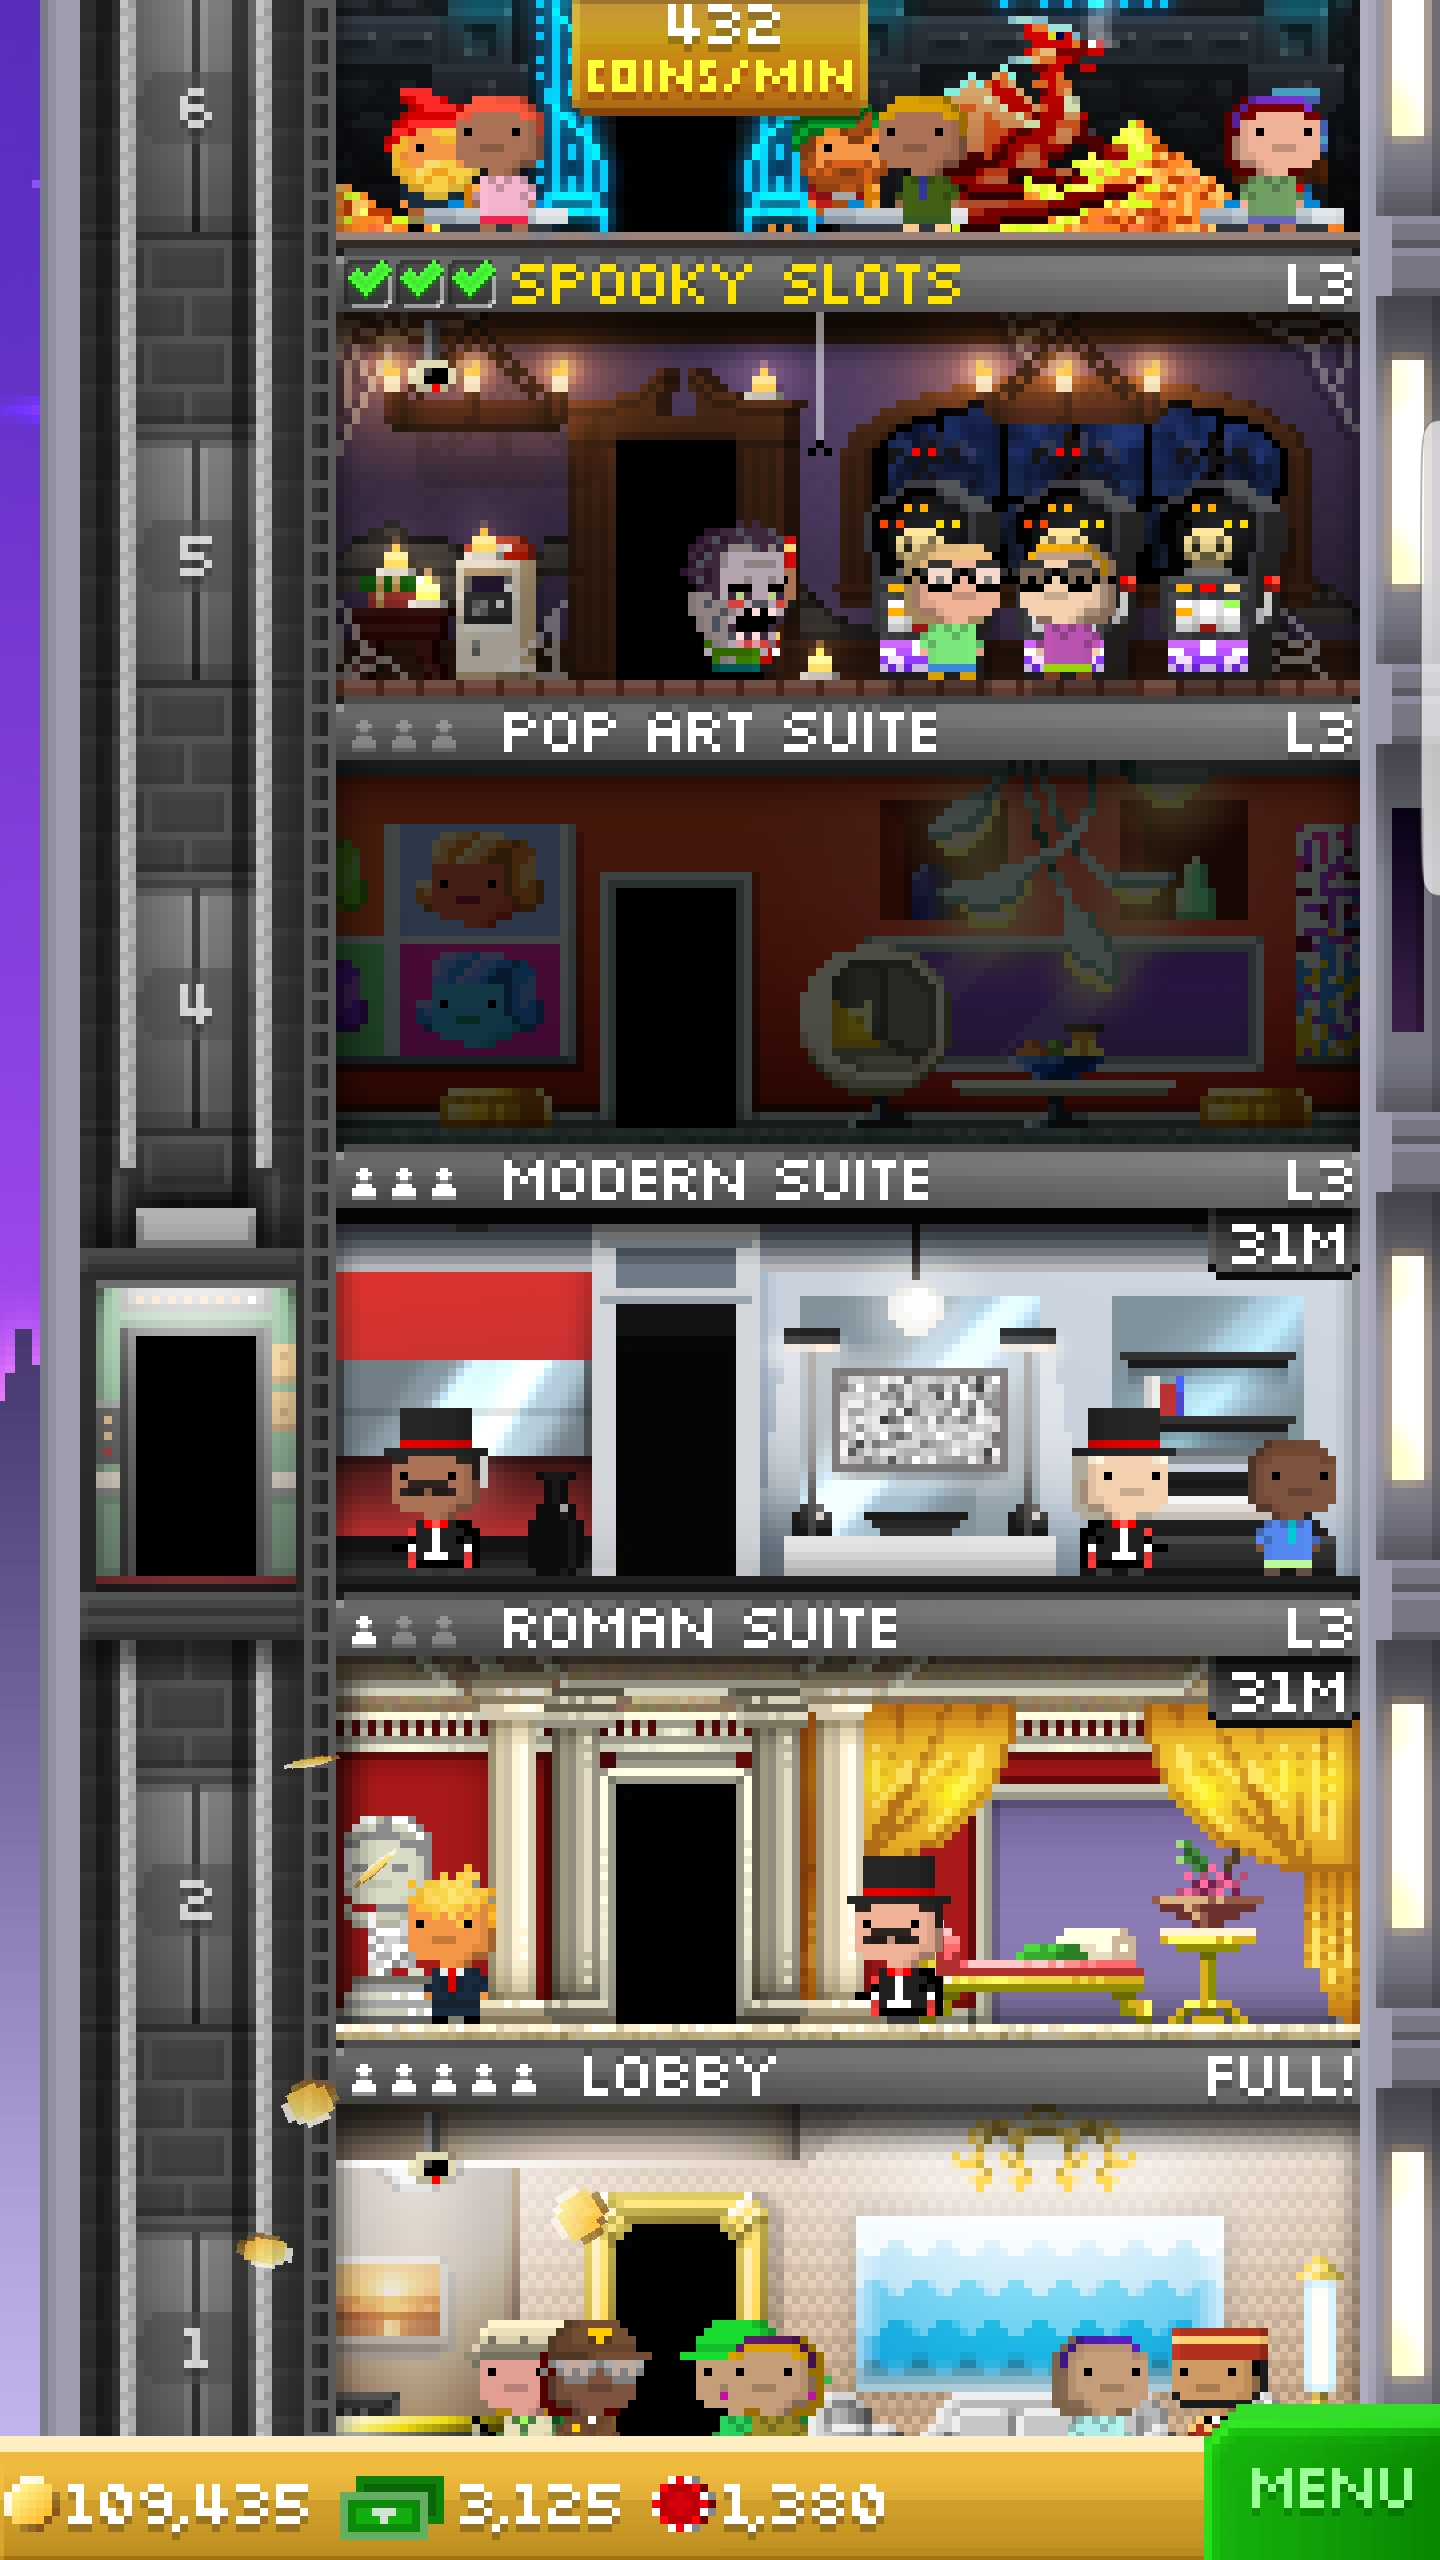 432
COINS/MIN
6
SPOOKY SLOTS L3
5
POP ART SUITE L3
4
MODERN SUITE L3
31M
ROMAN SUITE L3
31M
2
LOBBY FULL!
1
109,435 3,125 1,380 MENU